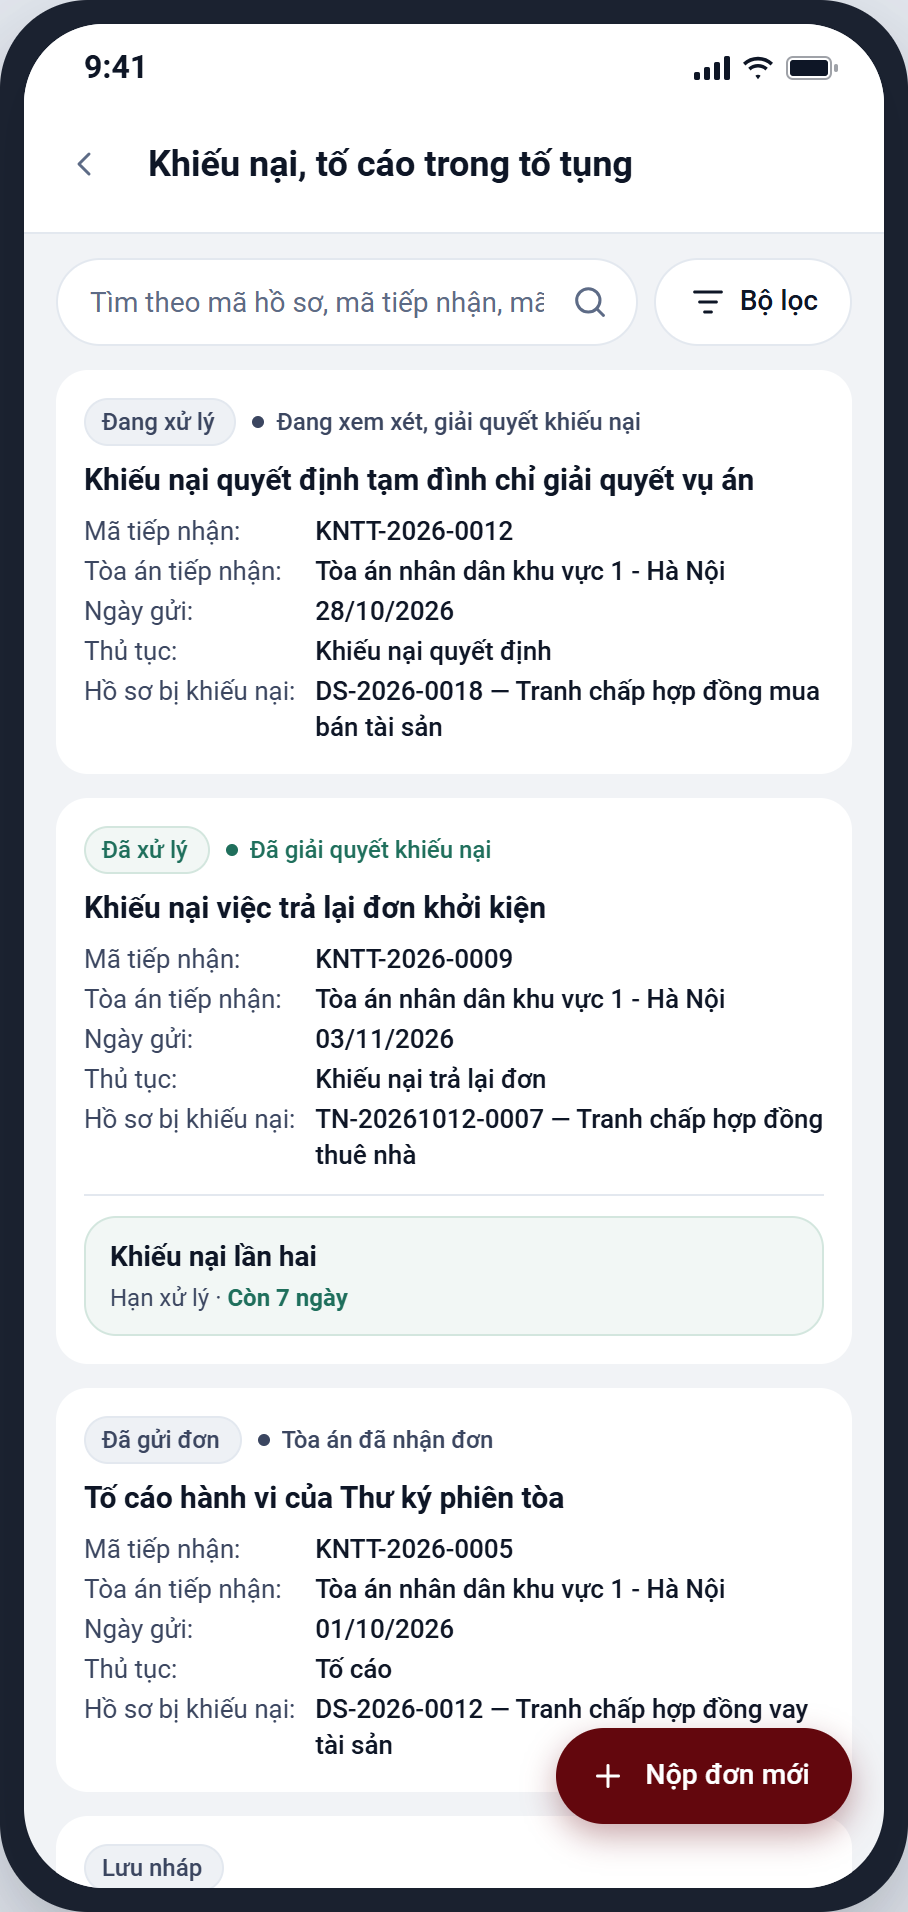 9:41
Khiếu nại, tố cáo trong tố tụng
Tìm theo mã hồ sơ, mã tiếp nhận, mã
Bộ lọc
Đang xử lý
Đang xem xét, giải quyết khiếu nại
Khiếu nại quyết định tạm đình chỉ giải quyết vụ án
Mã tiếp nhận: KNTT-2026-0012
Tòa án tiếp nhận: Tòa án nhân dân khu vực 1 - Hà Nội
Ngày gửi: 28/10/2026
Thủ tục: Khiếu nại quyết định
Hồ sơ bị khiếu nại: DS-2026-0018 — Tranh chấp hợp đồng mua
bán tài sản
Đã xử lý
Đã giải quyết khiếu nại
Khiếu nại việc trả lại đơn khởi kiện
Mã tiếp nhận: KNTT-2026-0009
Tòa án tiếp nhận: Tòa án nhân dân khu vực 1 - Hà Nội
Ngày gửi: 03/11/2026
Thủ tục: Khiếu nại trả lại đơn
Hồ sơ bị khiếu nại: TN-20261012-0007 — Tranh chấp hợp đồng
thuê nhà
Khiếu nại lần hai
Hạn xử lý · Còn 7 ngày
Đã gửi đơn
Tòa án đã nhận đơn
Tố cáo hành vi của Thư ký phiên tòa
Mã tiếp nhận: KNTT-2026-0005
Tòa án tiếp nhận: Tòa án nhân dân khu vực 1 - Hà Nội
Ngày gửi: 01/10/2026
Thủ tục: Tố cáo
Hồ sơ bị khiếu nại: DS-2026-0012 — Tranh chấp hợp đồng vay
tài sản
Nộp đơn mới
Lưu nháp